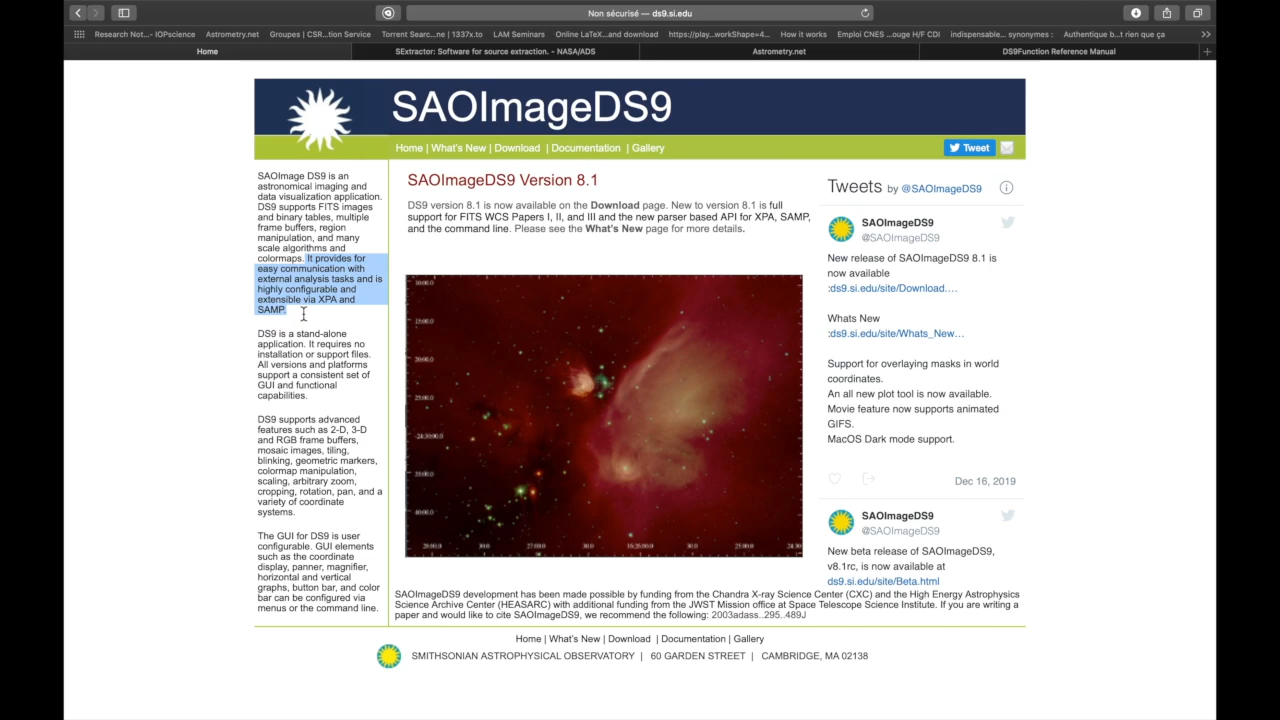 Non sécurisé — ds9.si.edu
Research Not...- IOPscience Astrometry.net Groupes | CSR...tion Service Torrent Searc...ne | 1337x.to LAM Seminars Online LaTeX...and download https://play...workShape=4... How it works Emploi CNES ...ouge H/F CDI indispensable... synonymes : Authentique b...t rien que ça
Home SExtractor: Software for source extraction. - NASA/ADS Astrometry.net DS9Function Reference Manual
SAOImageDS9
Home | What's New | Download | Documentation | Gallery
Tweet
SAOImage DS9 is an
astronomical imaging and
data visualization application.
DS9 supports FITS images
and binary tables, multiple
frame buffers, region
manipulation, and many
scale algorithms and
colormaps. It provides for
easy communication with
external analysis tasks and is
highly configurable and
extensible via XPA and
SAMP.
DS9 is a stand-alone
application. It requires no
installation or support files.
All versions and platforms
support a consistent set of
GUI and functional
capabilities.
DS9 supports advanced
features such as 2-D, 3-D
and RGB frame buffers,
mosaic images, tiling,
blinking, geometric markers,
colormap manipulation,
scaling, arbitrary zoom,
cropping, rotation, pan, and a
variety of coordinate
systems.
The GUI for DS9 is user
configurable. GUI elements
such as the coordinate
display, panner, magnifier,
horizontal and vertical
graphs, button bar, and color
bar can be configured via
menus or the command line.
SAOImageDS9 Version 8.1
DS9 version 8.1 is now available on the Download page. New to version 8.1 is full
support for FITS WCS Papers I, II, and III and the new parser based API for XPA, SAMP,
and the command line. Please see the What's New page for more details.
Tweets by @SAOImageDS9
SAOImageDS9
@SAOImageDS9
New release of SAOImageDS9 8.1 is
now available
:ds9.si.edu/site/Download....
Whats New
:ds9.si.edu/site/Whats_New...
Support for overlaying masks in world
coordinates.
An all new plot tool is now available.
Movie feature now supports animated
GIFS.
MacOS Dark mode support.
Dec 16, 2019
SAOImageDS9
@SAOImageDS9
New beta release of SAOImageDS9,
v8.1rc, is now available at
ds9.si.edu/site/Beta.html
SAOImageDS9 development has been made possible by funding from the Chandra X-ray Science Center (CXC) and the High Energy Astrophysics
Science Archive Center (HEASARC) with additional funding from the JWST Mission office at Space Telescope Science Institute. If you are writing a
paper and would like to cite SAOImageDS9, we recommend the following: 2003adass..295..489J
Home | What's New | Download | Documentation | Gallery
SMITHSONIAN ASTROPHYSICAL OBSERVATORY | 60 GARDEN STREET | CAMBRIDGE, MA 02138